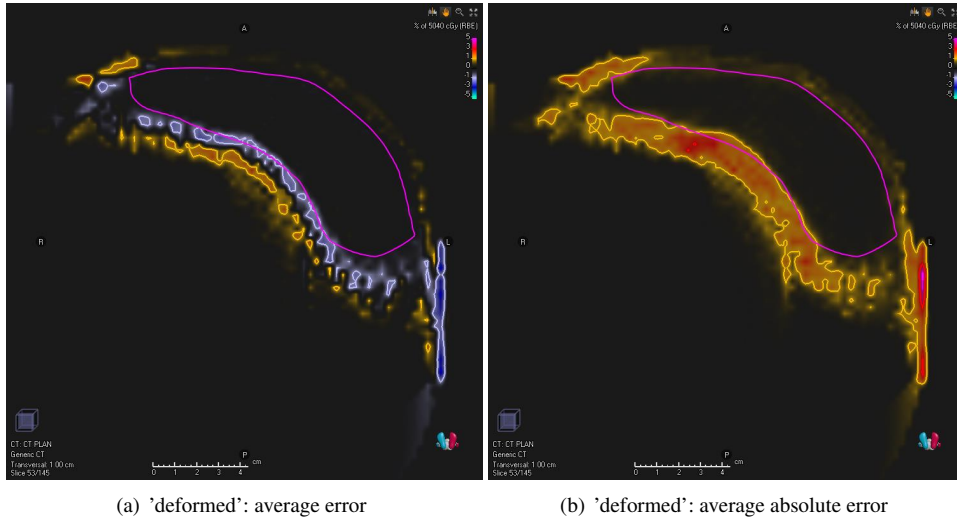 % of 5040 cGy (RBE)
A
5
3
1
0
-1
-3
-5
R
L
CT: CT PLAN
Generic CT
Transversal: 1.00 cm
Slice 53/145
P
0 1 2 3 4 cm
% of 5040 cGy (RBE)
A
5
3
1
0
-1
-3
-5
R
L
CT: CT PLAN
Generic CT
Transversal: 1.00 cm
Slice 53/145
P
0 1 2 3 4 cm
(a) 'deformed': average error
(b) 'deformed': average absolute error